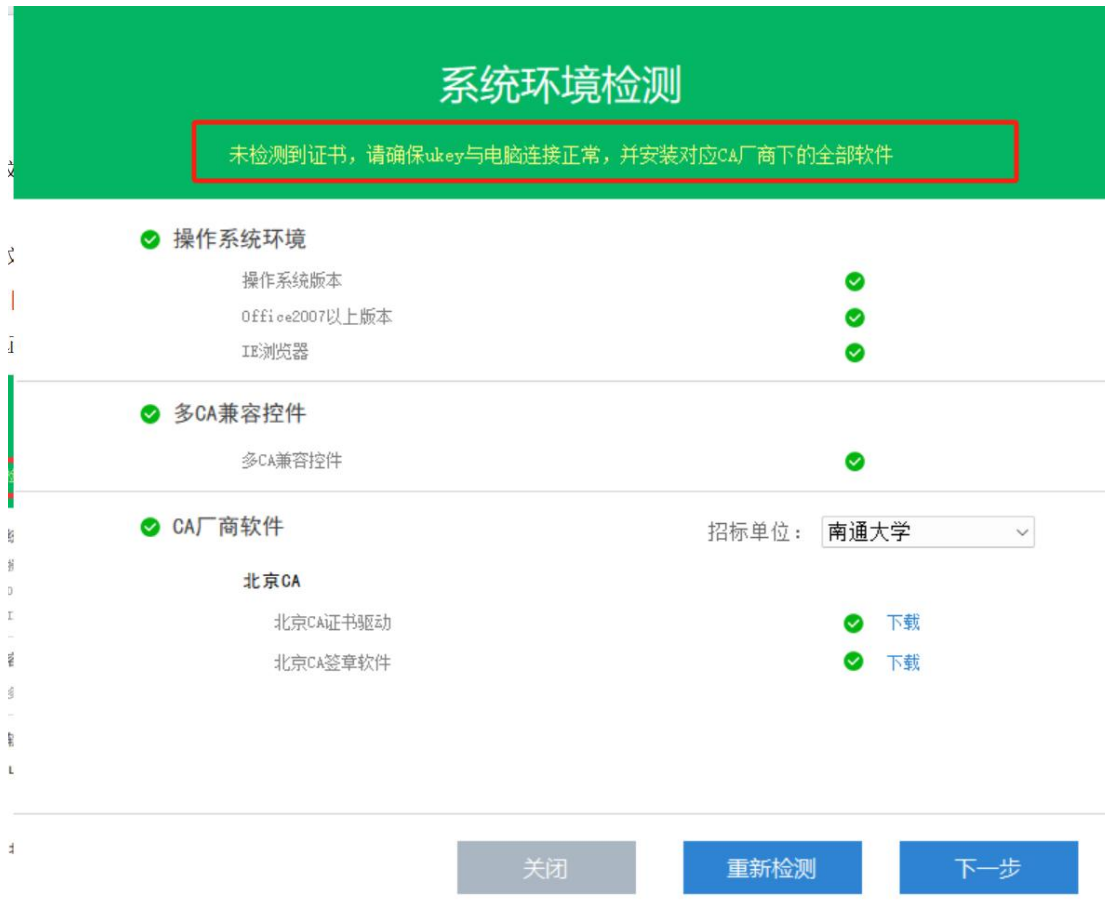 系统环境检测
未检测到证书，请确保ukey与电脑连接正常，并安装对应CA厂商下的全部软件
操作系统环境
操作系统版本
Office2007以上版本
IE浏览器
多CA兼容控件
多CA兼容控件
CA厂商软件 招标单位： 南通大学
北京CA
北京CA证书驱动 下载
北京CA签章软件 下载
关闭 重新检测 下一步